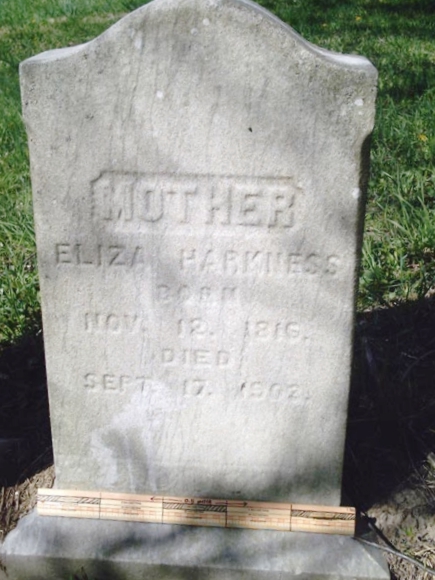 MOTHER
ELIZA HARKNESS
BORN
NOV. 12. 1816.
DIED
SEPT. 17. 1902.